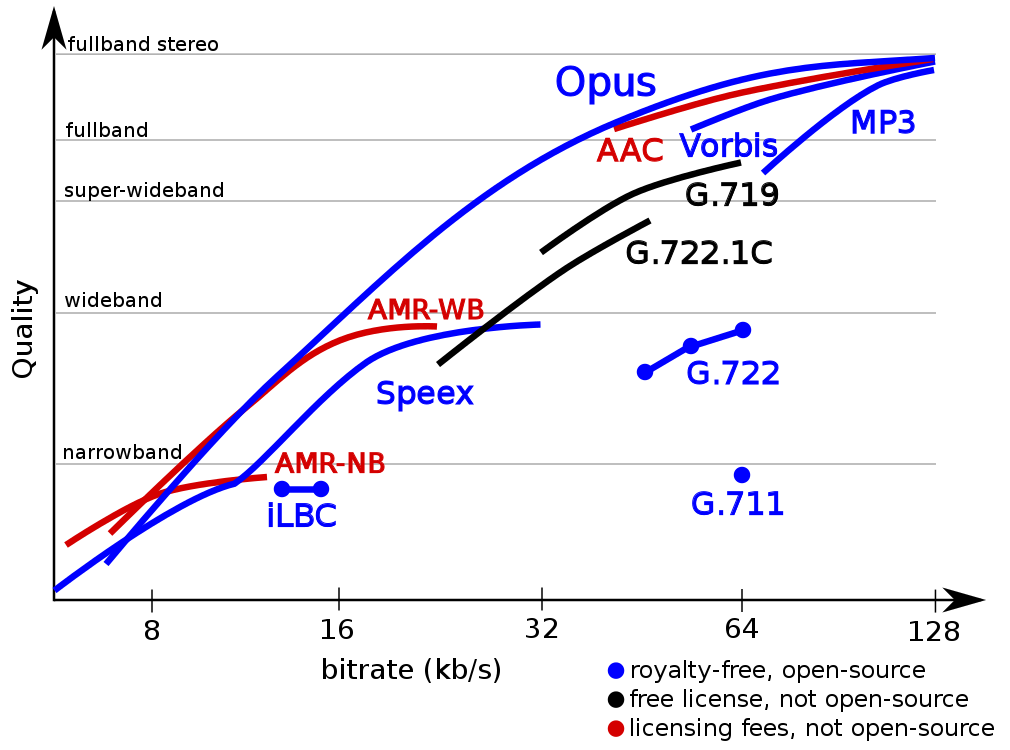 fullband stereo
Opus
fullband
MP3
AAC
Vorbis
super-wideband
G.719
G.722.1C
wideband
AMR-WB
Quality
G.722
Speex
narrowband
AMR-NB
iLBC
G.711
8
16
32
64
128
bitrate (kb/s)
royalty-free, open-source
free license, not open-source
licensing fees, not open-source